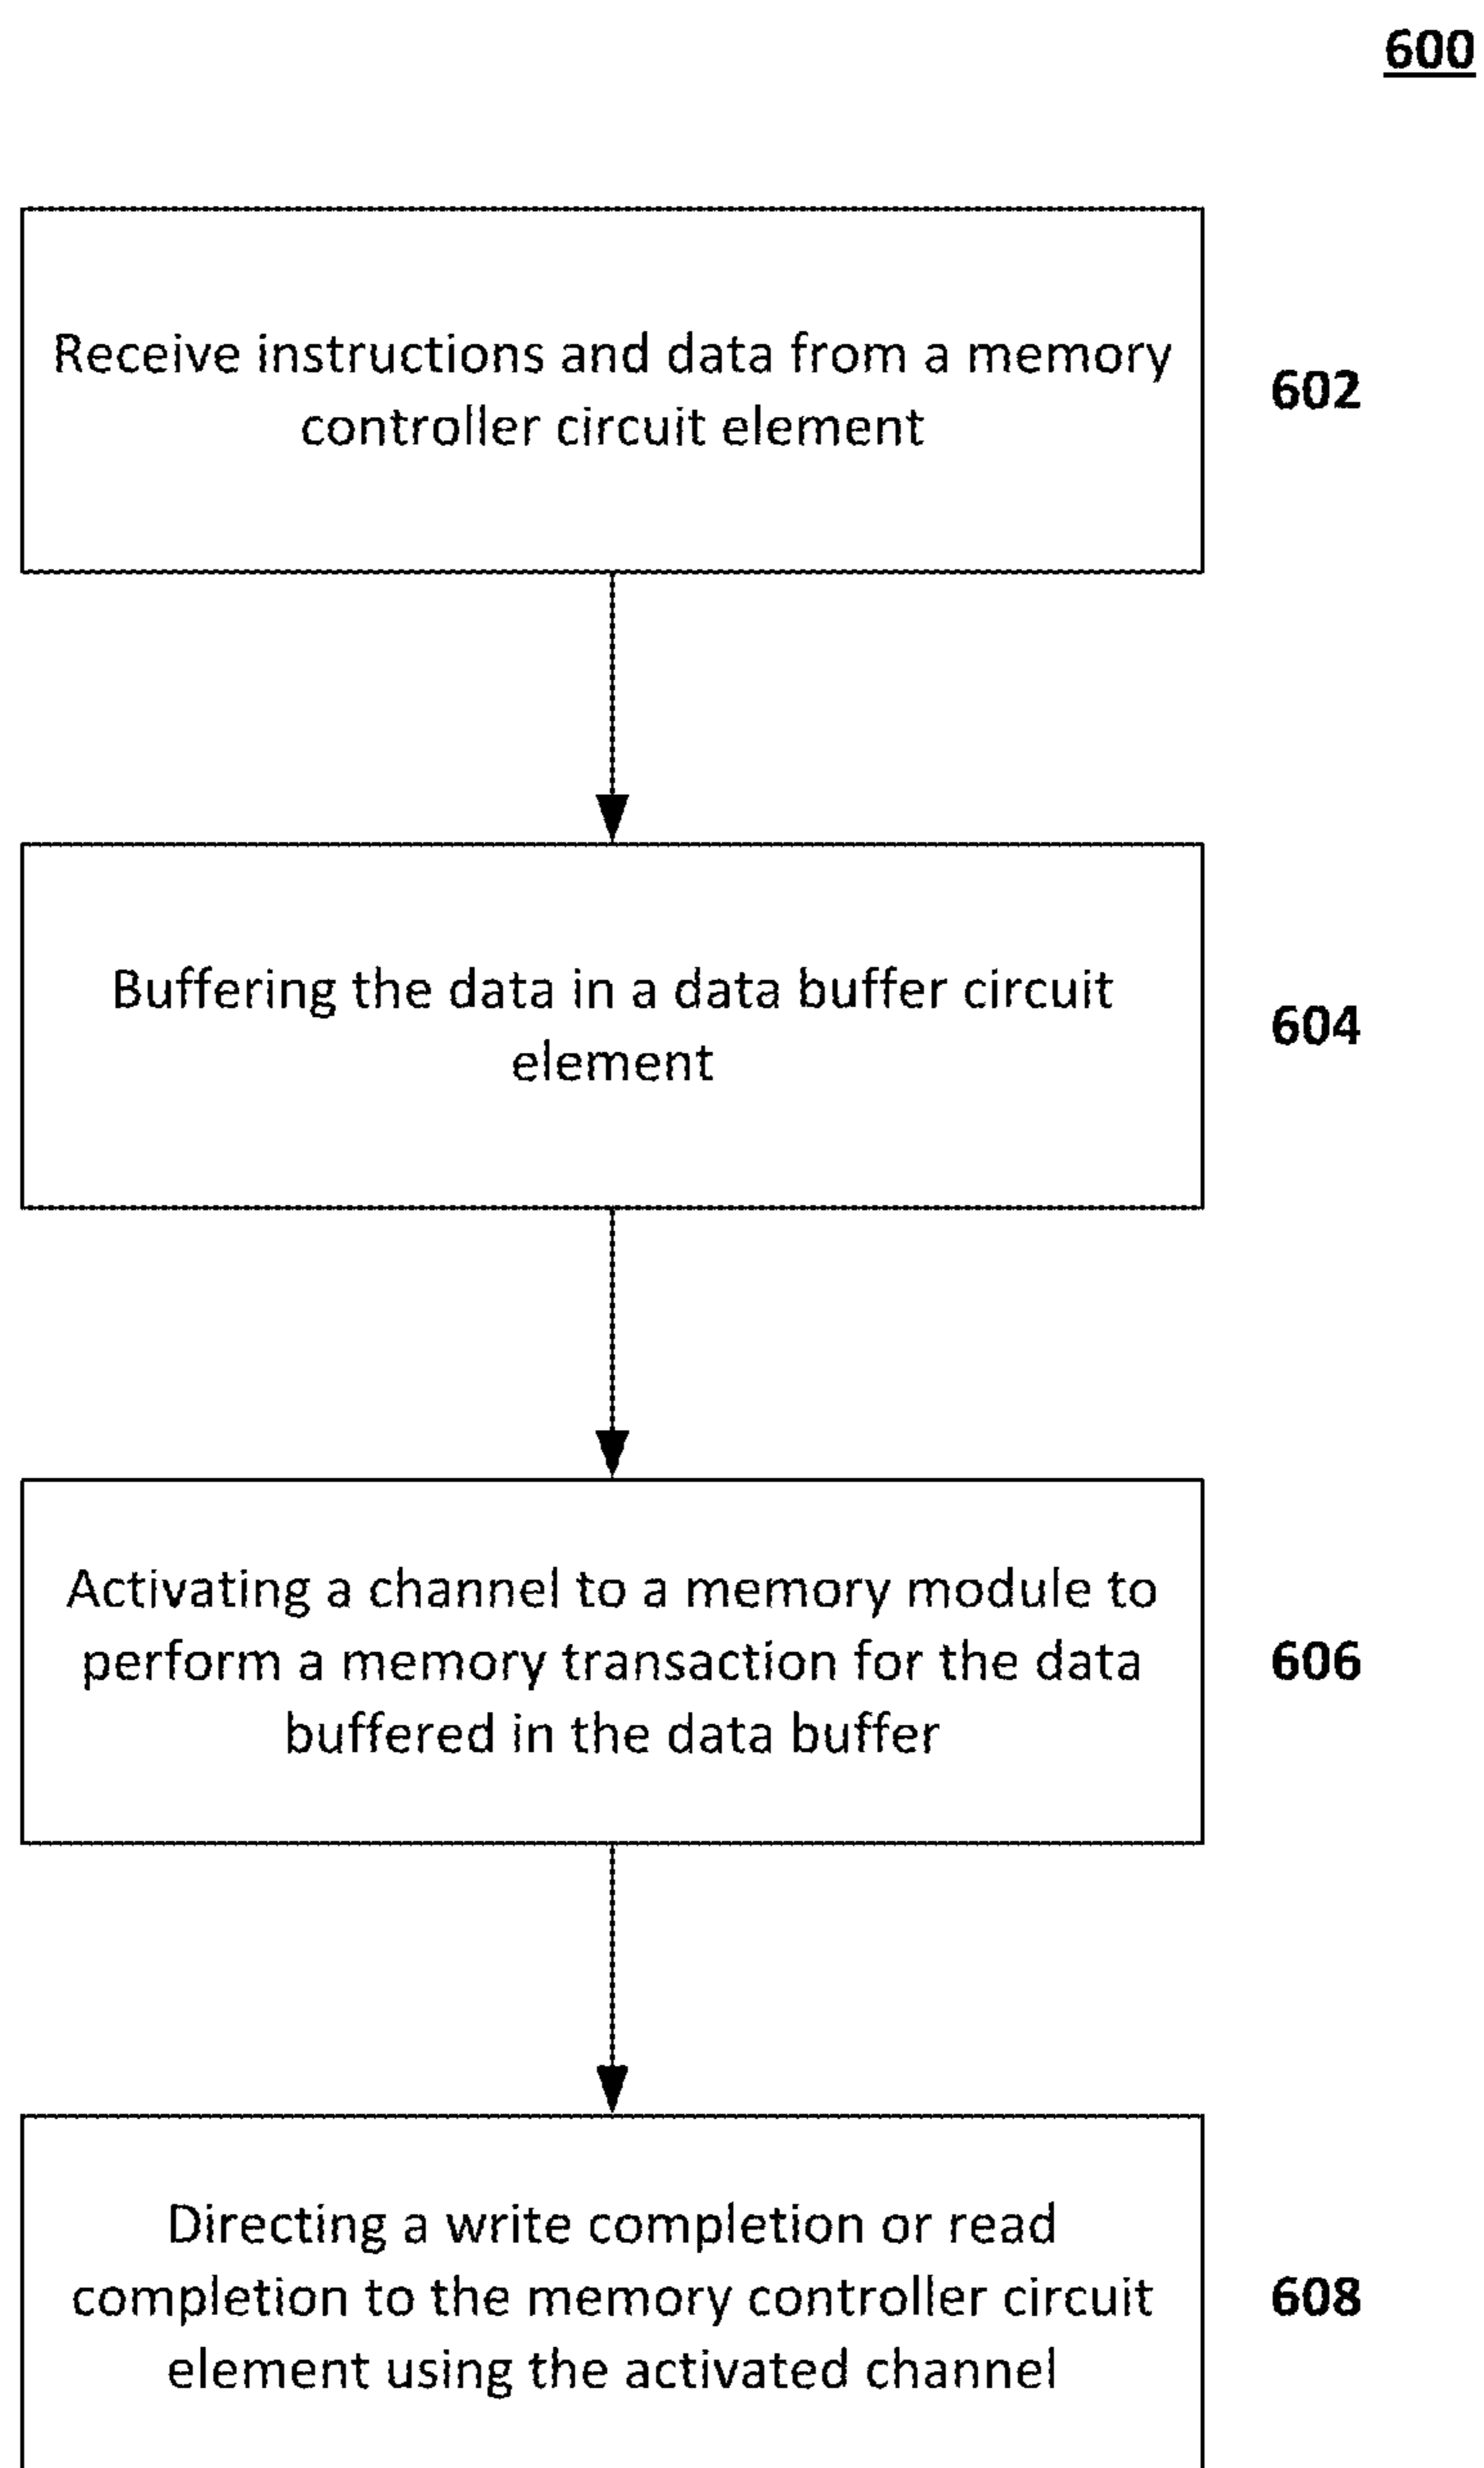 600
Receive instructions and data from a memory
controller circuit element
602
Buffering the data in a data buffer circuit
element
604
Activating a channel to a memory module to
perform a memory transaction for the data
buffered in the data buffer
606
Directing a write completion or read
completion to the memory controller circuit
element using the activated channel
608